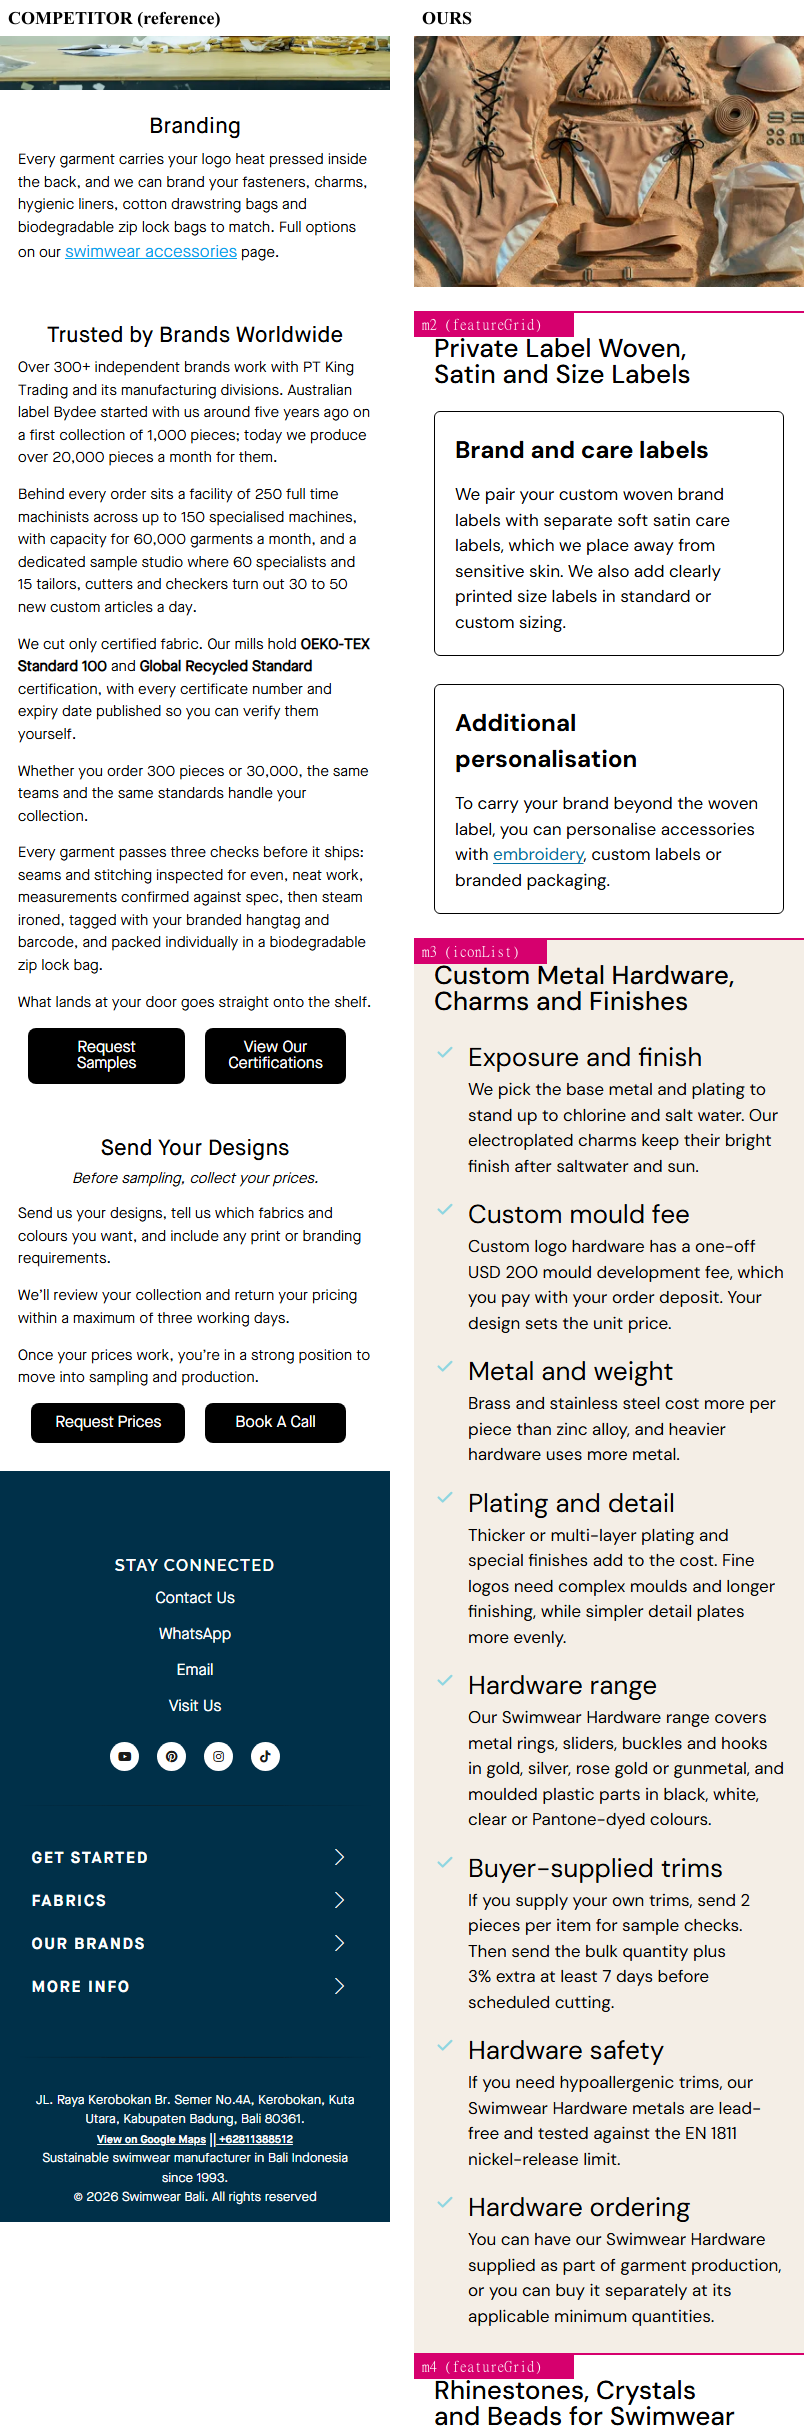 COMPETITOR (reference)
Branding
Every garment carries your logo heat pressed inside
the back, and we can brand your fasteners, charms,
hygienic liners, cotton drawstring bags and
biodegradable zip lock bags to match. Full options
on our swimwear accessories page.
Trusted by Brands Worldwide
Over 300+ independent brands work with PT King
Trading and its manufacturing divisions. Australian
label Bydee started with us around five years ago on
a first collection of 1,000 pieces; today we produce
over 20,000 pieces a month for them.
Behind every order sits a facility of 250 full time
machinists across up to 150 specialised machines,
with capacity for 60,000 garments a month, and a
dedicated sample studio where 60 specialists and
15 tailors, cutters and checkers turn out 30 to 50
new custom articles a day.
We cut only certified fabric. Our mills hold OEKO-TEX
Standard 100 and Global Recycled Standard
certification, with every certificate number and
expiry date published so you can verify them
yourself.
Whether you order 300 pieces or 30,000, the same
teams and the same standards handle your
collection.
Every garment passes three checks before it ships:
seams and stitching inspected for even, neat work,
measurements confirmed against spec, then steam
ironed, tagged with your branded hangtag and
barcode, and packed individually in a biodegradable
zip lock bag.
What lands at your door goes straight onto the shelf.
Request
Samples
View Our
Certifications
Send Your Designs
Before sampling, collect your prices.
Send us your designs, tell us which fabrics and
colours you want, and include any print or branding
requirements.
We'll review your collection and return your pricing
within a maximum of three working days.
Once your prices work, you're in a strong position to
move into sampling and production.
Request Prices
Book A Call
STAY CONNECTED
Contact Us
WhatsApp
Email
Visit Us
GET STARTED
FABRICS
OUR BRANDS
MORE INFO
JL. Raya Kerobokan Br. Semer No.4A, Kerobokan, Kuta
Utara, Kabupaten Badung, Bali 80361.
View on Google Maps || +62811388512
Sustainable swimwear manufacturer in Bali Indonesia
since 1993.
© 2026 Swimwear Bali. All rights reserved
OURS
m2 (featureGrid)
Private Label Woven,
Satin and Size Labels
Brand and care labels
We pair your custom woven brand
labels with separate soft satin care
labels, which we place away from
sensitive skin. We also add clearly
printed size labels in standard or
custom sizing.
Additional
personalisation
To carry your brand beyond the woven
label, you can personalise accessories
with embroidery, custom labels or
branded packaging.
m3 (iconList)
Custom Metal Hardware,
Charms and Finishes
Exposure and finish
We pick the base metal and plating to
stand up to chlorine and salt water. Our
electroplated charms keep their bright
finish after saltwater and sun.
Custom mould fee
Custom logo hardware has a one-off
USD 200 mould development fee, which
you pay with your order deposit. Your
design sets the unit price.
Metal and weight
Brass and stainless steel cost more per
piece than zinc alloy, and heavier
hardware uses more metal.
Plating and detail
Thicker or multi-layer plating and
special finishes add to the cost. Fine
logos need complex moulds and longer
finishing, while simpler detail plates
more evenly.
Hardware range
Our Swimwear Hardware range covers
metal rings, sliders, buckles and hooks
in gold, silver, rose gold or gunmetal, and
moulded plastic parts in black, white,
clear or Pantone-dyed colours.
Buyer-supplied trims
If you supply your own trims, send 2
pieces per item for sample checks.
Then send the bulk quantity plus
3% extra at least 7 days before
scheduled cutting.
Hardware safety
If you need hypoallergenic trims, our
Swimwear Hardware metals are lead-
free and tested against the EN 1811
nickel-release limit.
Hardware ordering
You can have our Swimwear Hardware
supplied as part of garment production,
or you can buy it separately at its
applicable minimum quantities.
m4 (featureGrid)
Rhinestones, Crystals
and Beads for Swimwear